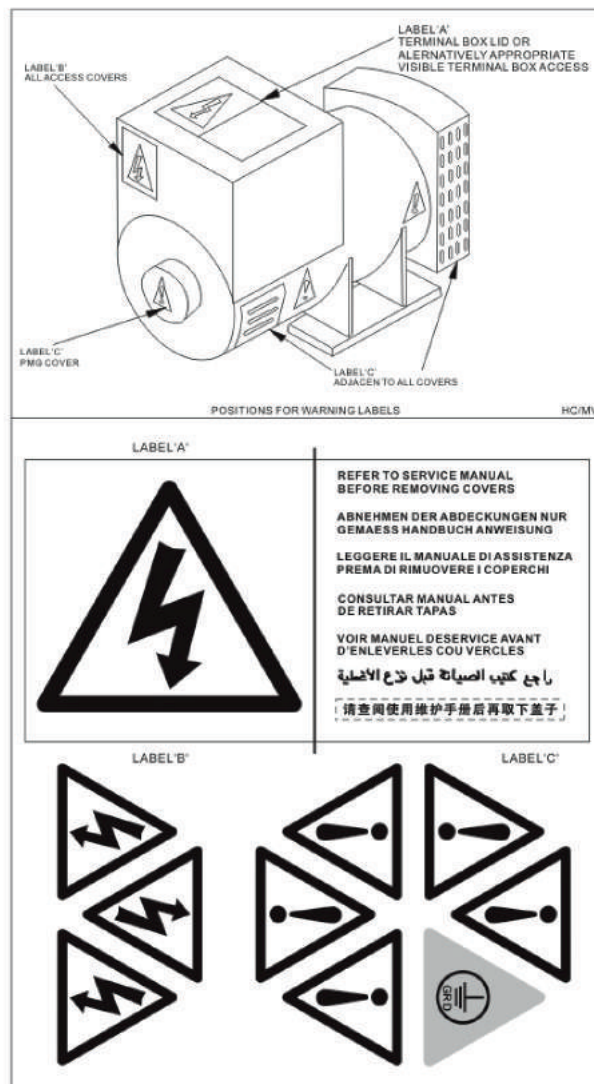 LABEL'A'
TERMINAL BOX LID OR
ALERNATIVELY APPROPRIATE
VISIBLE TERMINAL BOX ACCESS
LABEL'B'
ALL ACCESS COVERS
LABEL'C'
PMG COVER
LABEL'C'
ADJACEN TO ALL COVERS
POSITIONS FOR WARNING LABELS
HC/MV
LABEL'A'
REFER TO SERVICE MANUAL
BEFORE REMOVING COVERS
ABNEHMEN DER ABDECKUNGEN NUR
GEMAESS HANDBUCH ANWEISUNG
LEGGERE IL MANUALE DI ASSISTENZA
PREMA DI RIMUOVERE I COPERCHI
CONSULTAR MANUAL ANTES
DE RETIRAR TAPAS
VOIR MANUEL DESERVICE AVANT
D'ENLEVERLES COU VERCLES
راجع كتيب الصيانة قبل نزع الأغطية
请查阅使用维护手册后再取下盖子
LABEL'B'
LABEL'C'
GRD